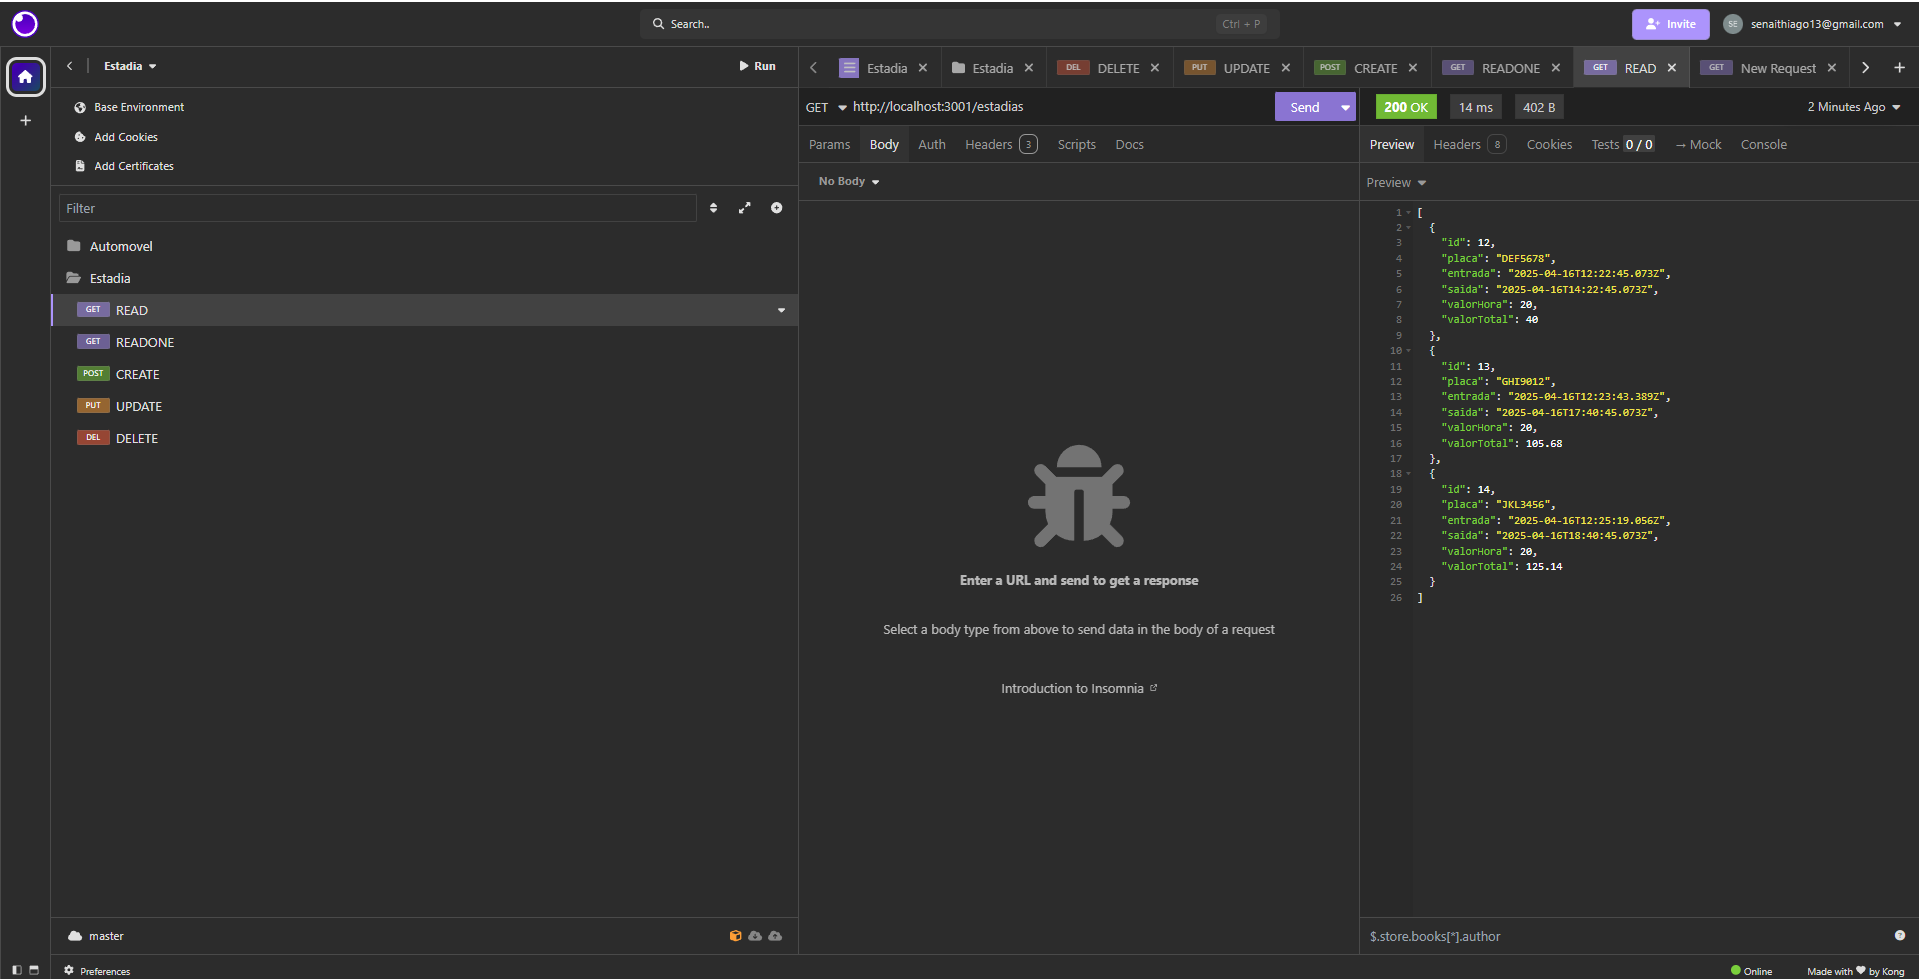 Search..
Ctrl + P
Invite
SE
senaithiago13@gmail.com
Estadia
Run
Base Environment
Add Cookies
Add Certificates
Filter
Automovel
Estadia
GET READ
GET READONE
POST CREATE
PUT UPDATE
DEL DELETE
master
Preferences
Estadia
Estadia
DEL DELETE
PUT UPDATE
POST CREATE
GET READONE
GET READ
GET New Request
GET http://localhost:3001/estadias
Send
Params Body Auth Headers 3 Scripts Docs
No Body
Enter a URL and send to get a response
Select a body type from above to send data in the body of a request
Introduction to Insomnia
200 OK 14 ms 402 B 2 Minutes Ago
Preview Headers 8 Cookies Tests 0 / 0 → Mock Console
Preview
1 [
2 {
3 "id": 12,
4 "placa": "DEF5678",
5 "entrada": "2025-04-16T12:22:45.073Z",
6 "saida": "2025-04-16T14:22:45.073Z",
7 "valorHora": 20,
8 "valorTotal": 40
9 },
10 {
11 "id": 13,
12 "placa": "GHI9012",
13 "entrada": "2025-04-16T12:23:43.389Z",
14 "saida": "2025-04-16T17:40:45.073Z",
15 "valorHora": 20,
16 "valorTotal": 105.68
17 },
18 {
19 "id": 14,
20 "placa": "JKL3456",
21 "entrada": "2025-04-16T12:25:19.056Z",
22 "saida": "2025-04-16T18:40:45.073Z",
23 "valorHora": 20,
24 "valorTotal": 125.14
25 }
26 ]
$.store.books[*].author
Online
Made with ♥ by Kong